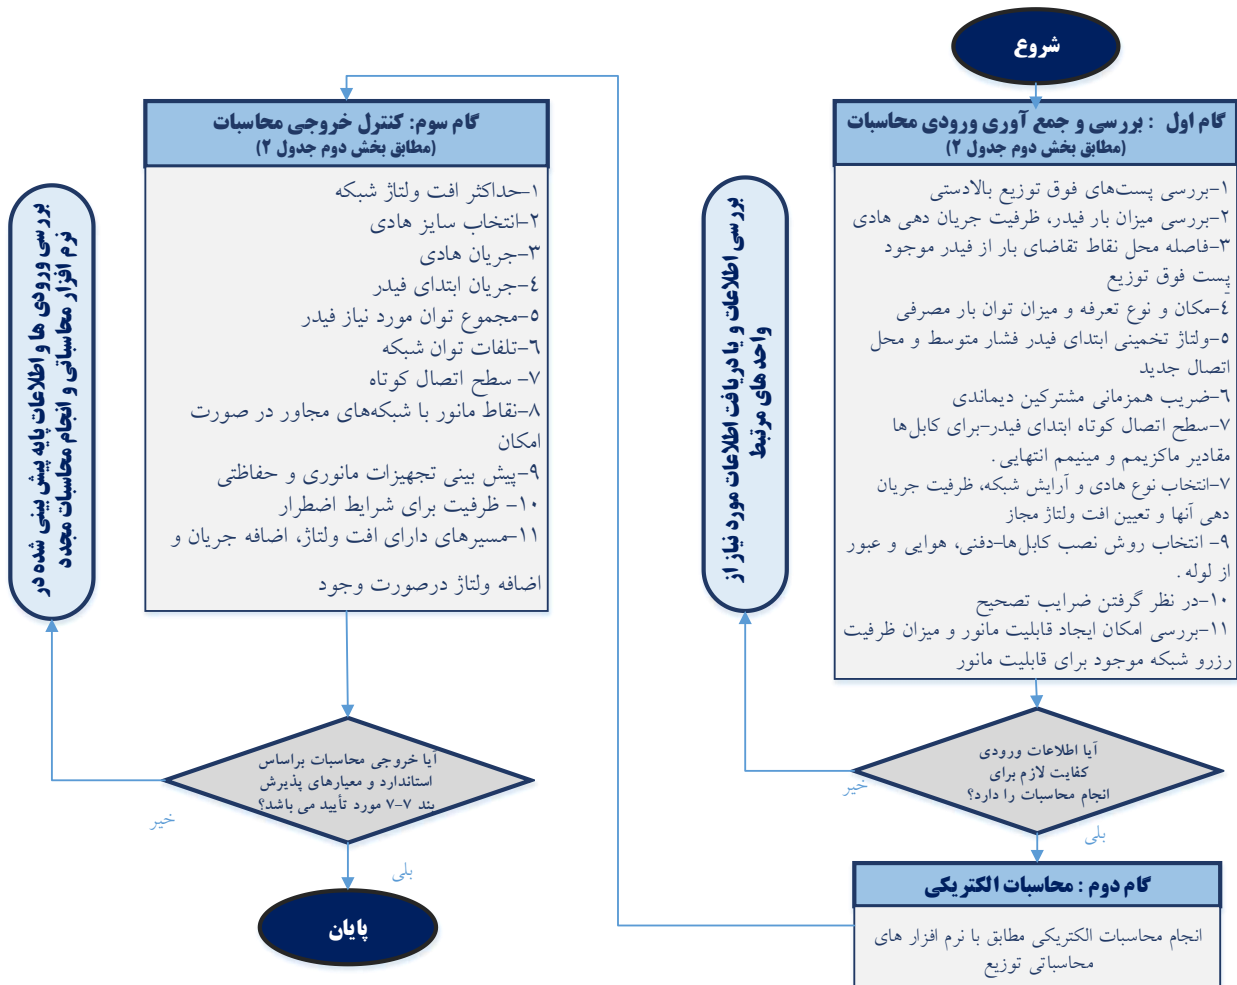 شروع
گام اول : بررسی و جمع آوری ورودی محاسبات
(مطابق بخش دوم جدول ۲)
۱-بررسی پست‌های فوق توزیع بالادستی
۲-بررسی میزان بار فیدر، ظرفیت جریان دهی هادی
۳-فاصله محل نقاط تقاضای بار از فیدر موجود
پست فوق توزیع
٤-مکان و نوع تعرفه و میزان توان بار مصرفی
٥-ولتاژ تخمینی ابتدای فیدر فشار متوسط و محل
اتصال جدید
٦-ضریب همزمانی مشترکین دیماندی
۷-سطح اتصال کوتاه ابتدای فیدر-برای کابل‌ها
مقادیر ماکزیمم و مینیمم انتهایی.
۷-انتخاب نوع هادی و آرایش شبکه، ظرفیت جریان
دهی آنها و تعیین افت ولتاژ مجاز
۹- انتخاب روش نصب کابل‌ها-دفنی، هوایی و عبور
از لوله.
۱۰-در نظر گرفتن ضرایب تصحیح
۱۱-بررسی امکان ایجاد قابلیت مانور و میزان ظرفیت
رزرو شبکه موجود برای قابلیت مانور
بررسی اطلاعات و یا دریافت اطلاعات مورد نیاز از
واحدهای مرتبط
آیا اطلاعات ورودی
کفایت لازم برای
انجام محاسبات را دارد؟
خیر
بلی
گام دوم : محاسبات الکتریکی
انجام محاسبات الکتریکی مطابق با نرم افزار های
محاسباتی توزیع
گام سوم: کنترل خروجی محاسبات
(مطابق بخش دوم جدول ۲)
۱-حداکثر افت ولتاژ شبکه
۲-انتخاب سایز هادی
۳-جریان هادی
٤-جریان ابتدای فیدر
٥-مجموع توان مورد نیاز فیدر
٦-تلفات توان شبکه
۷- سطح اتصال کوتاه
۸-نقاط مانور با شبکه‌های مجاور در صورت
امکان
۹-پیش بینی تجهیزات مانوری و حفاظتی
۱۰- ظرفیت برای شرایط اضطرار
۱۱-مسیرهای دارای افت ولتاژ، اضافه جریان و
اضافه ولتاژ درصورت وجود
بررسی ورودی ها و اطلاعات پایه پیش بینی شده در
نرم افزار محاسباتی و انجام محاسبات مجدد
آیا خروجی محاسبات براساس
استاندارد و معیارهای پذیرش
بند ۷-۷ مورد تأیید می باشد؟
خیر
بلی
پایان